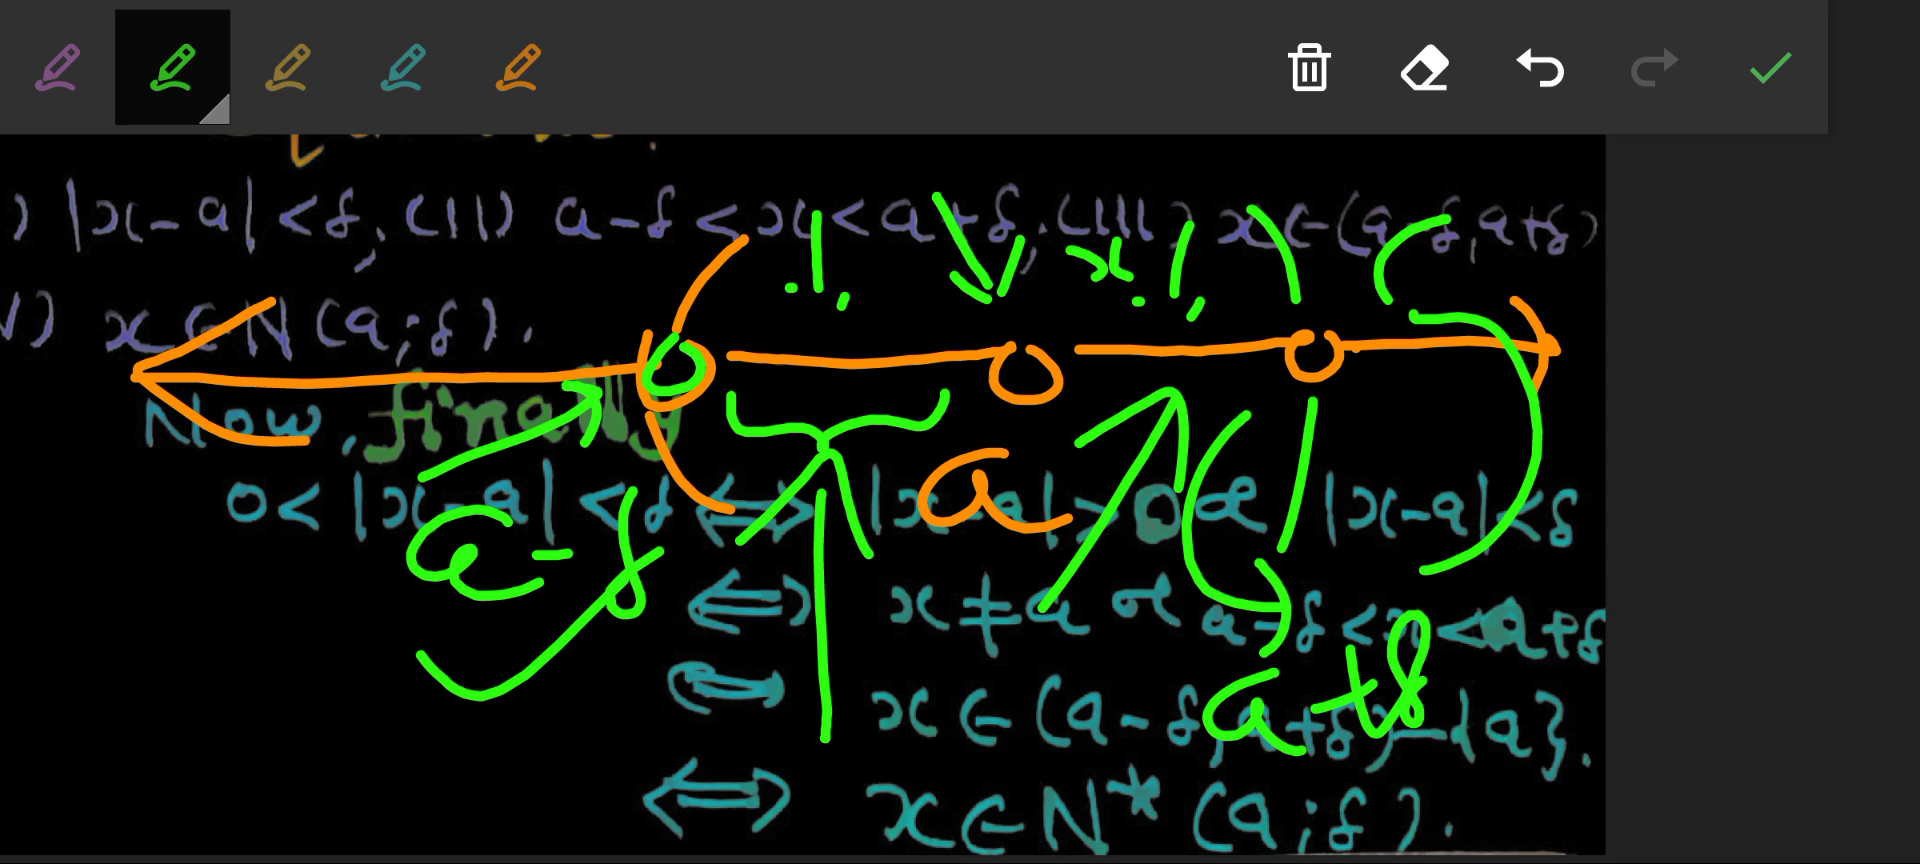 ) |x-a|<δ, (II) a-δ<x<a+δ, (III) x∈(a-δ,a+δ)
V) x∈N(a;δ).
Now, finally
0<|x-a|<δ ⟺ |x-a|>0 & |x-a|<δ
⟺ x≠a & a-δ<x<a+δ
⟺ x∈(a-δ,a+δ)-{a}.
⟺ x∈N*(a;δ).
x
a
a-δ
a+δ